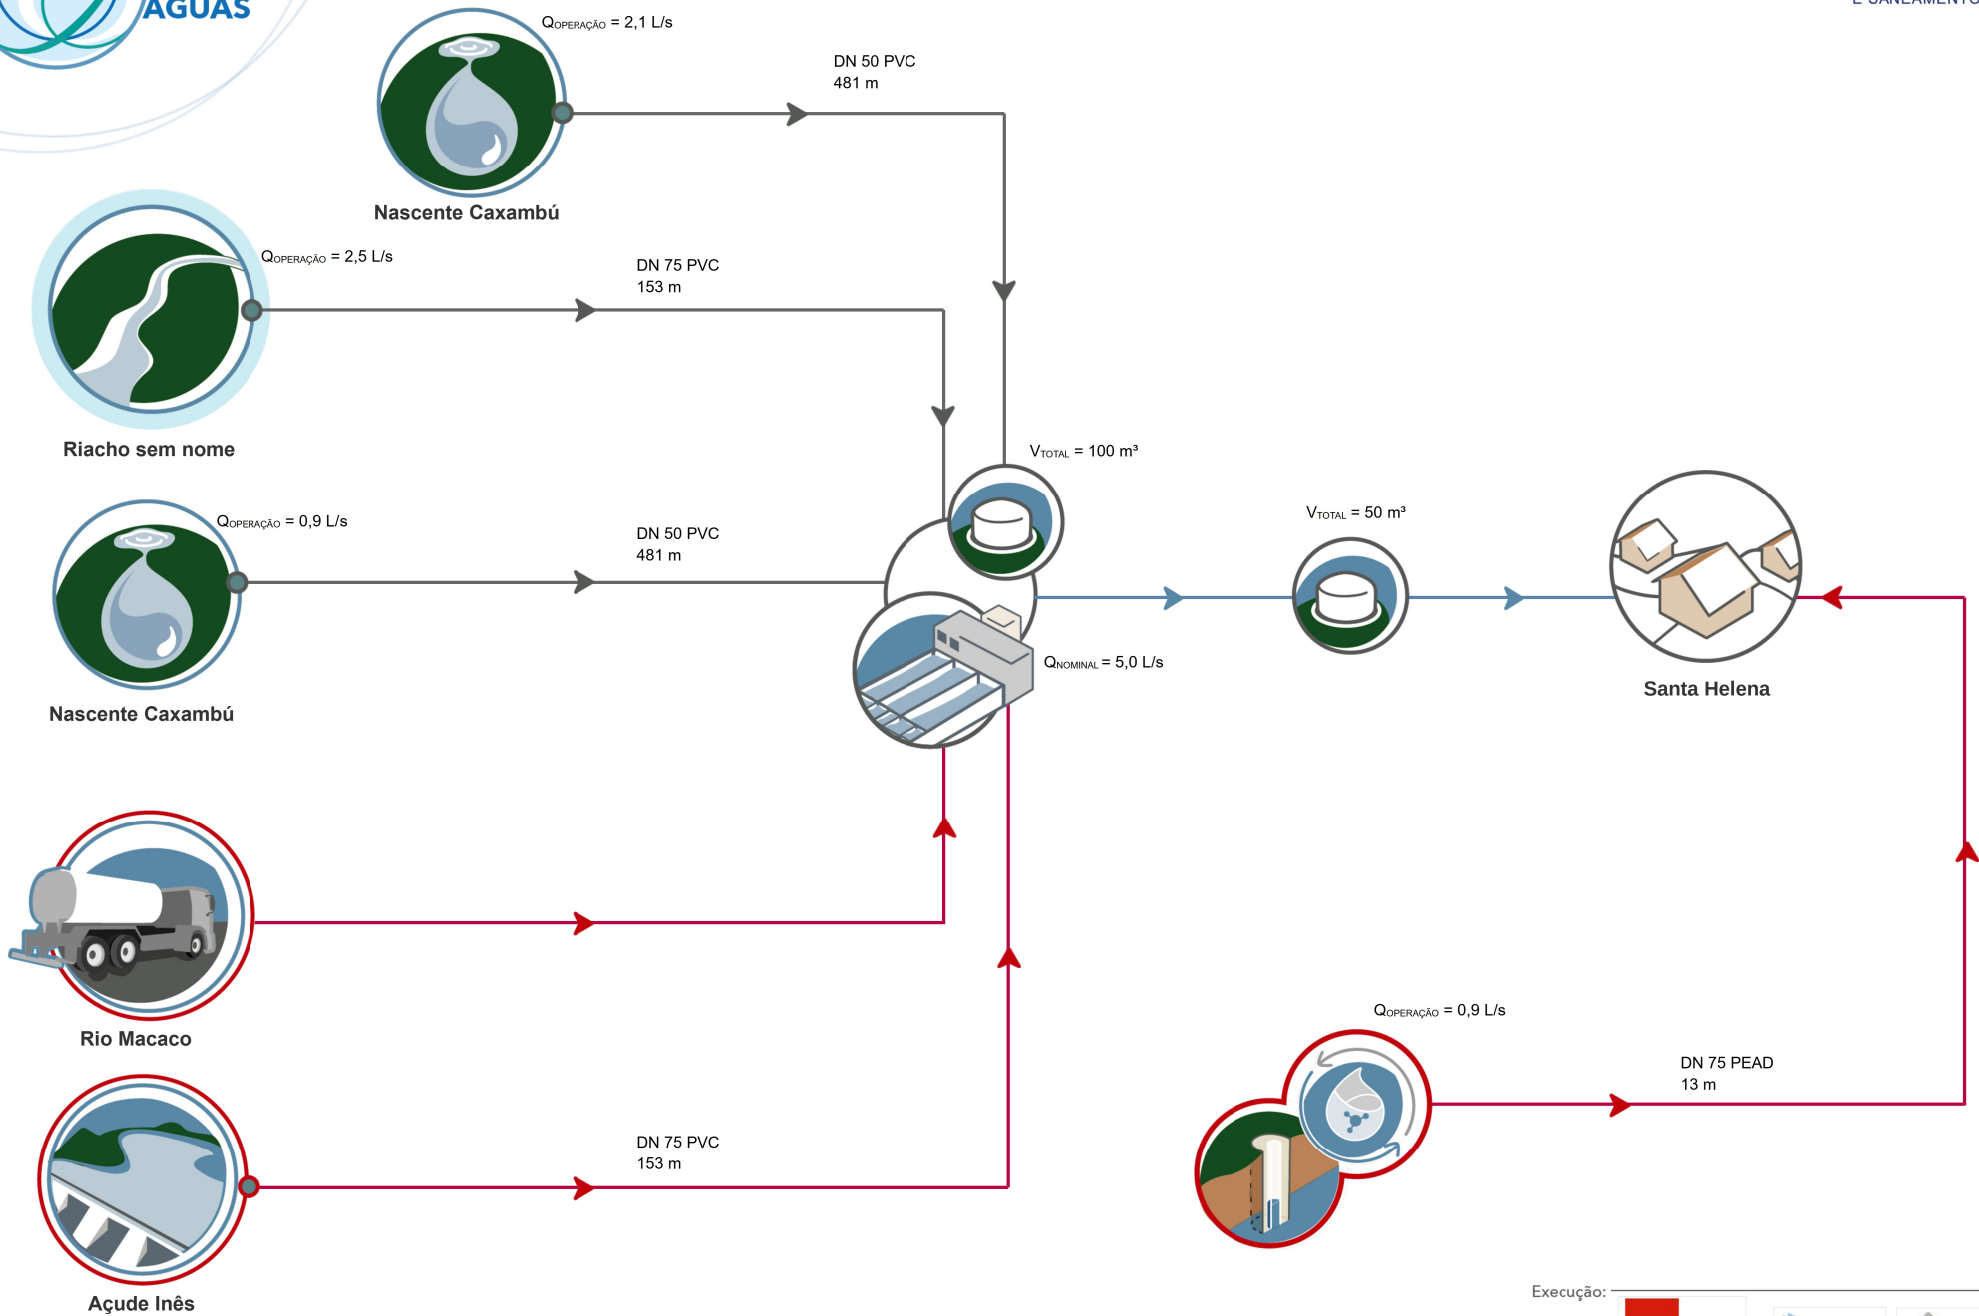 ÁGUAS
E SANEAMENTO
QOPERAÇÃO = 2,1 L/s
DN 50 PVC
481 m
Nascente Caxambú
QOPERAÇÃO = 2,5 L/s
DN 75 PVC
153 m
Riacho sem nome
VTOTAL = 100 m³
QOPERAÇÃO = 0,9 L/s
DN 50 PVC
481 m
VTOTAL = 50 m³
QNOMINAL = 5,0 L/s
Santa Helena
Nascente Caxambú
Rio Macaco
QOPERAÇÃO = 0,9 L/s
DN 75 PEAD
13 m
DN 75 PVC
153 m
Açude Inês
Execução: